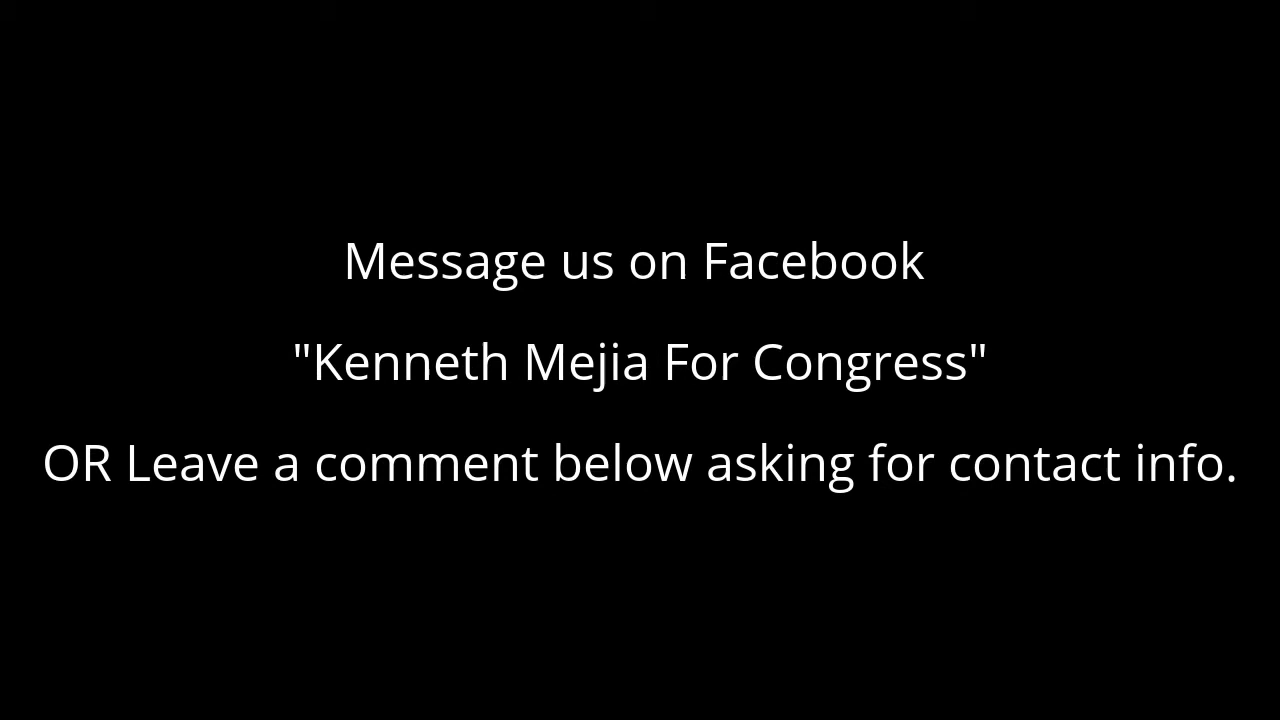 Message us on Facebook
"Kenneth Mejia For Congress"
OR Leave a comment below asking for contact info.